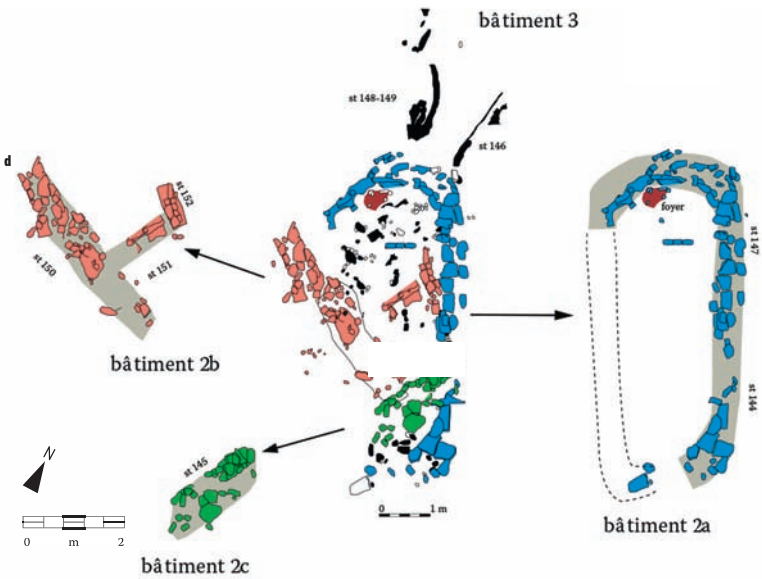 bâtiment 3
st 148-149
st 146
d
st 152
foyer
st 150
st 151
st 147
bâtiment 2b
st 144
st 145
N
0 1 m
0 m 2
bâtiment 2a
bâtiment 2c